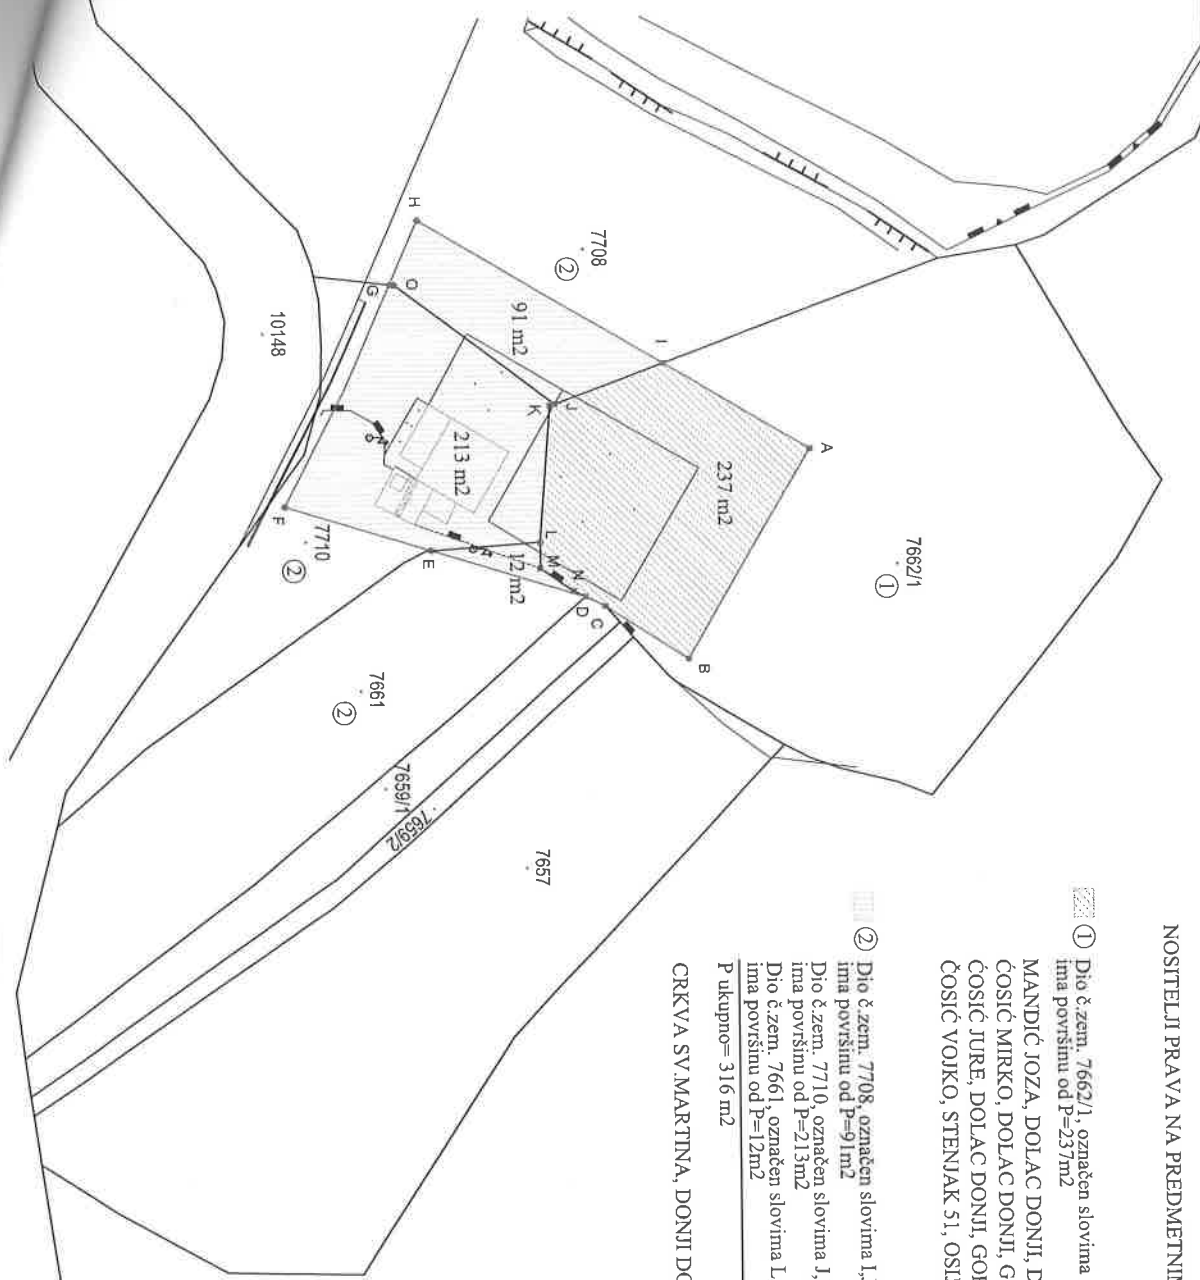 NOSITELJI PRAVA NA PREDMETNI
① Dio č.zem. 7662/1, označen slovima
ima površinu od P=237m2
MANDIĆ JOZA, DOLAC DONJI, D
ĆOSIĆ MIRKO, DOLAC DONJI, G
ĆOSIĆ JURE, DOLAC DONJI, GOR
ČOSIĆ VOJKO, STENJAK 51, OSIJ
② Dio č.zem. 7708, označen slovima I,
ima površinu od P=91m2
Dio č.zem. 7710, označen slovima J,
ima površinu od P=213m2
Dio č.zem. 7661, označen slovima L
ima površinu od P=12m2
P ukupno= 316 m2
CRKVA SV.MARTINA, DONJI DO
7662/1
①
A
237 m2
B
7708
②
I
H
91 m2
J
K
O
G
213 m2
L
M
N
12 m2
D
C
E
F
7710
②
10148
7661
②
7659/1
7659/2
7657